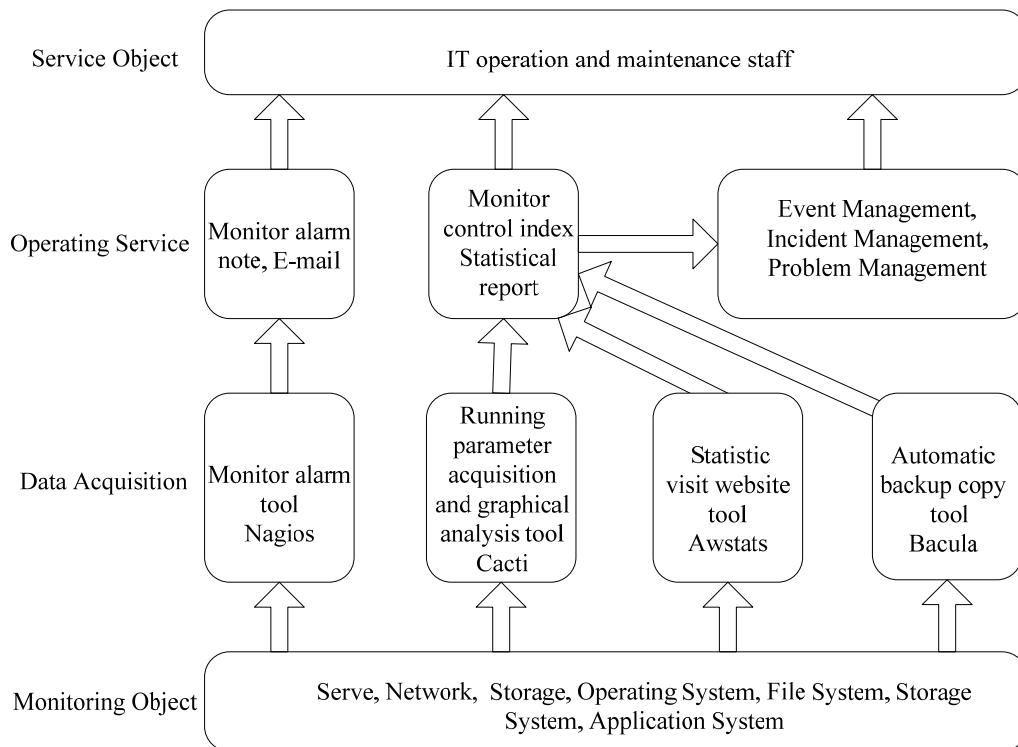 Service Object
IT operation and maintenance staff
Operating Service
Monitor alarm
note, E-mail
Monitor
control index
Statistical
report
Event Management,
Incident Management,
Problem Management
Data Acquisition
Monitor alarm
tool
Nagios
Running
parameter
acquisition
and graphical
analysis tool
Cacti
Statistic
visit website
tool
Awstats
Automatic
backup copy
tool
Bacula
Monitoring Object
Serve, Network, Storage, Operating System, File System, Storage
System, Application System